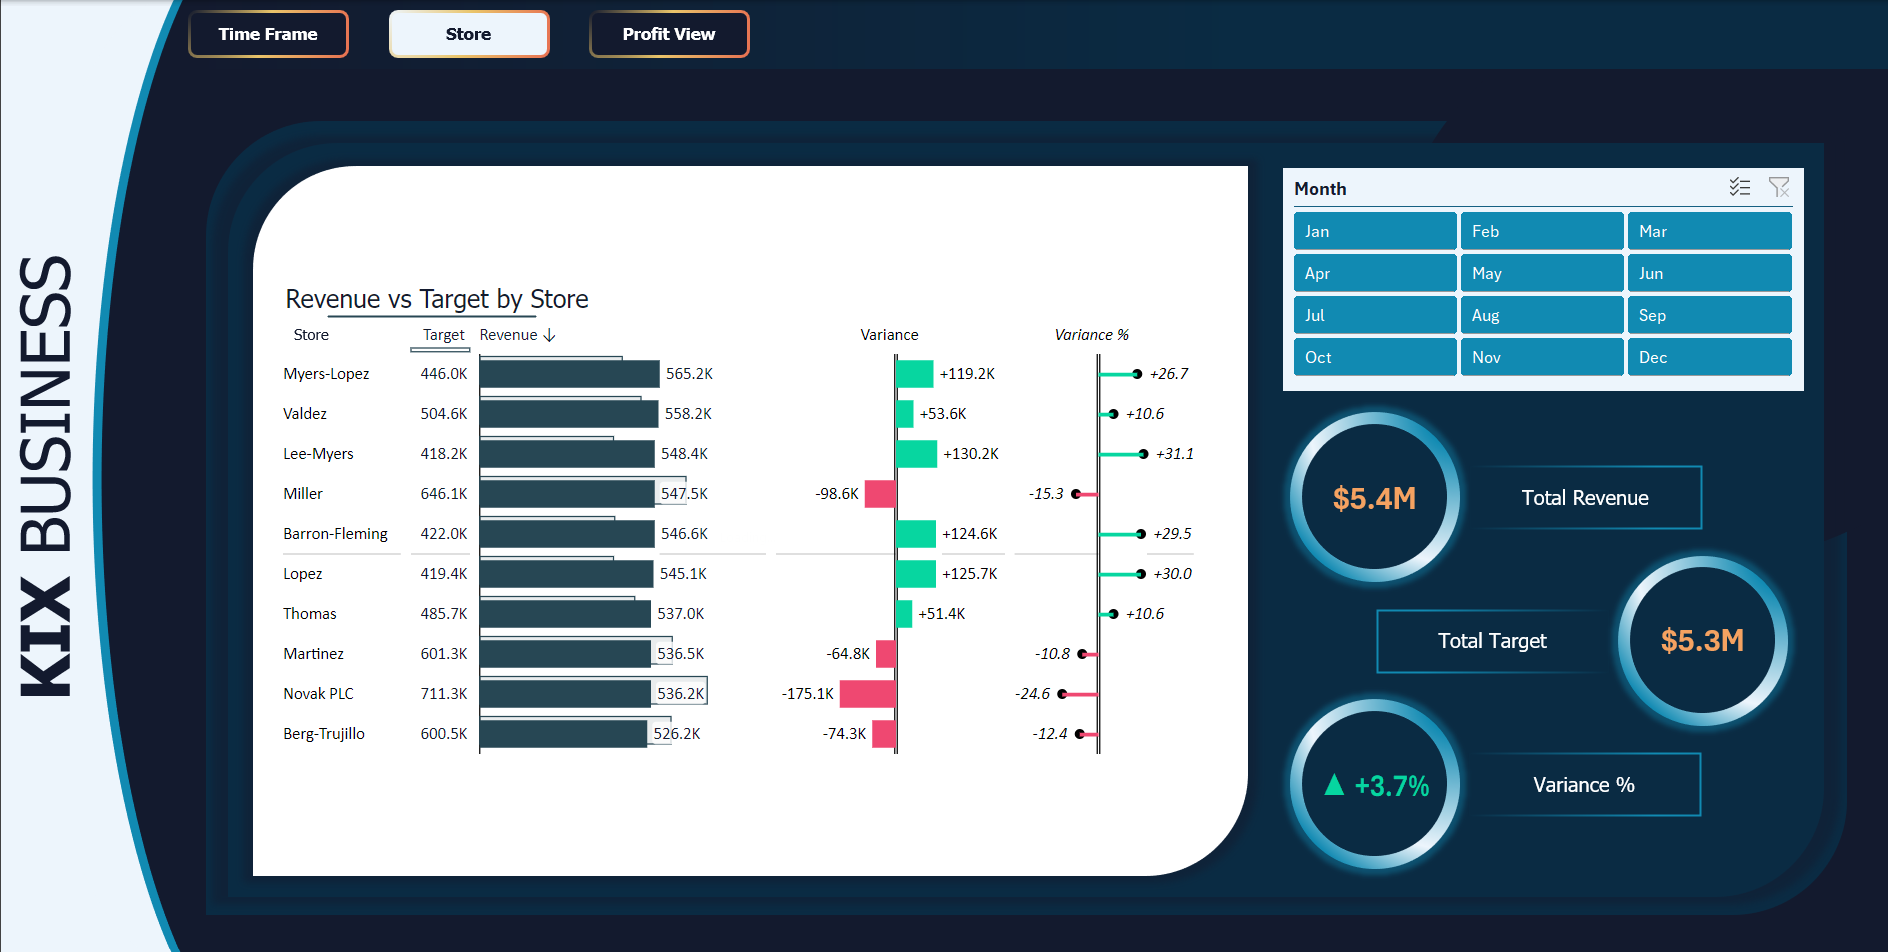 Time Frame Store Profit View
KIX BUSINESS
Revenue vs Target by Store
Store Target Revenue ↓ Variance Variance %
Myers-Lopez 446.0K 565.2K +119.2K +26.7
Valdez 504.6K 558.2K +53.6K +10.6
Lee-Myers 418.2K 548.4K +130.2K +31.1
Miller 646.1K 547.5K -98.6K -15.3
Barron-Fleming 422.0K 546.6K +124.6K +29.5
Lopez 419.4K 545.1K +125.7K +30.0
Thomas 485.7K 537.0K +51.4K +10.6
Martinez 601.3K 536.5K -64.8K -10.8
Novak PLC 711.3K 536.2K -175.1K -24.6
Berg-Trujillo 600.5K 526.2K -74.3K -12.4
Month
Jan Feb Mar
Apr May Jun
Jul Aug Sep
Oct Nov Dec
$5.4M Total Revenue
Total Target $5.3M
▲ +3.7% Variance %